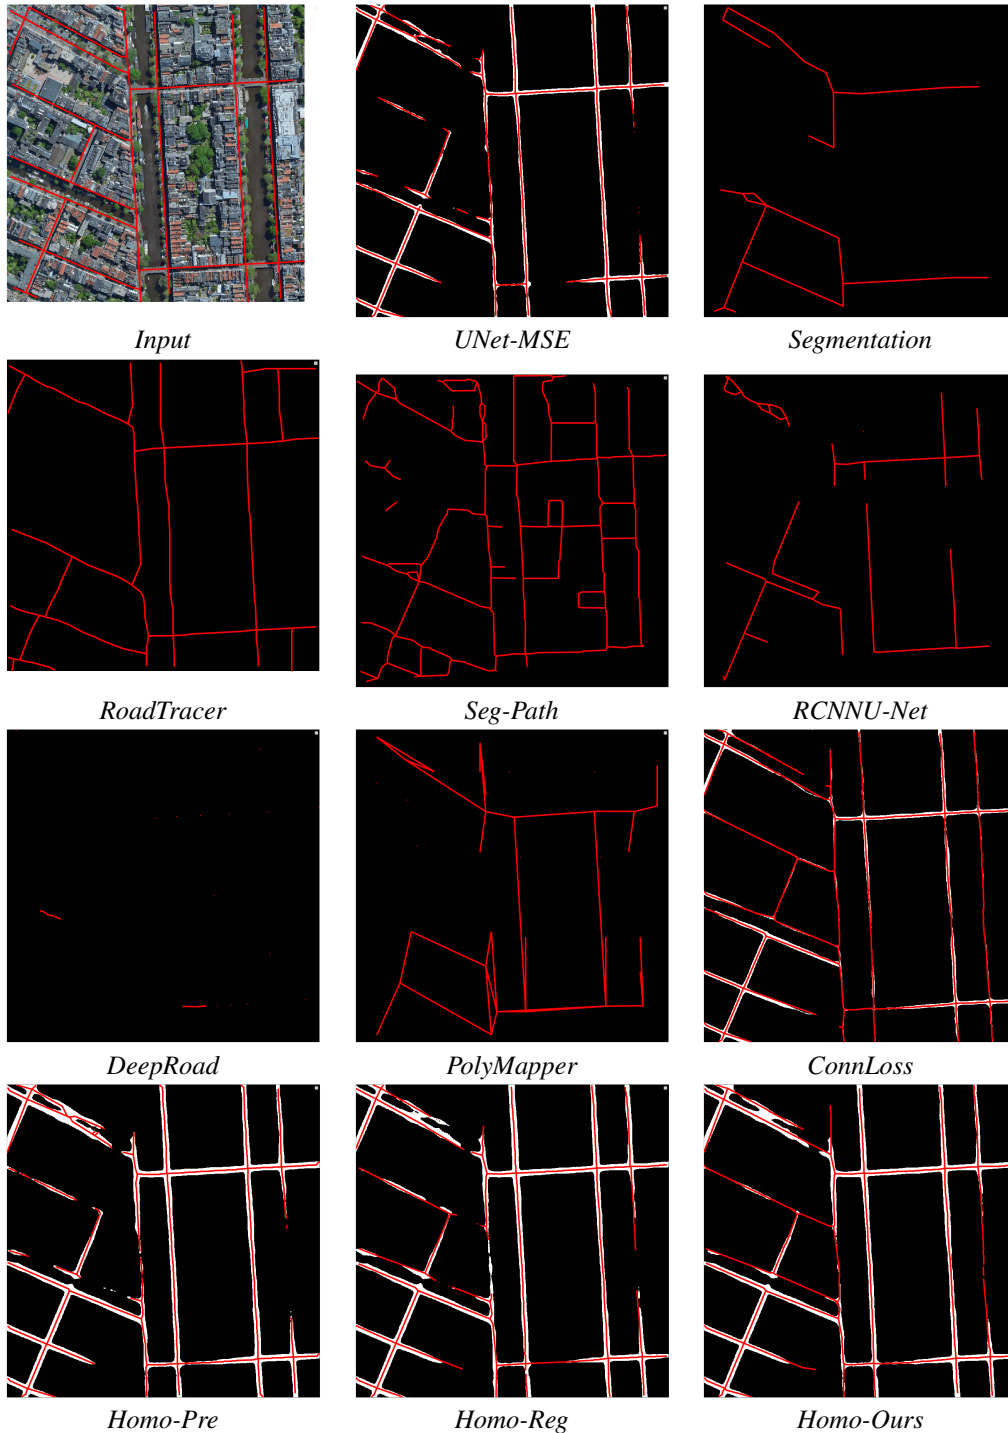 Input
UNet-MSE
Segmentation
RoadTracer
Seg-Path
RCNNU-Net
DeepRoad
PolyMapper
ConnLoss
Homo-Pre
Homo-Reg
Homo-Ours